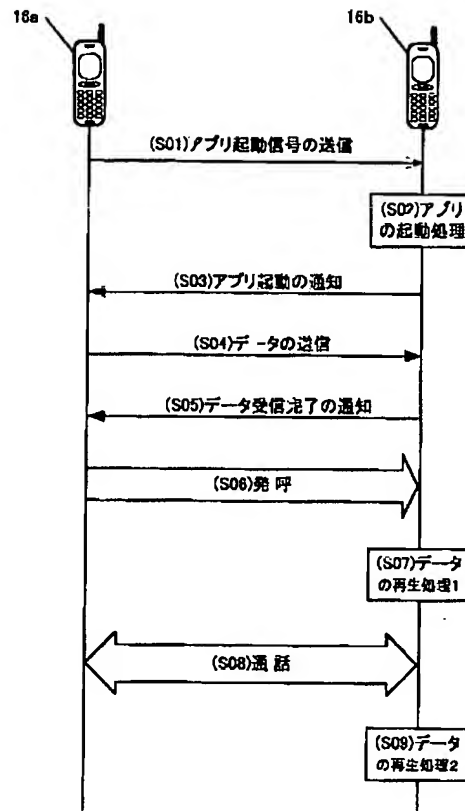 16a
16b
(S01)アプリ起動信号の送信
(S02)アプリ
の起動処理
(S03)アプリ起動の通知
(S04)データの送信
(S05)データ受信完了の通知
(S06)発 呼
(S07)データ
の再生処理1
(S08)通 話
(S09)データ
の再生処理2